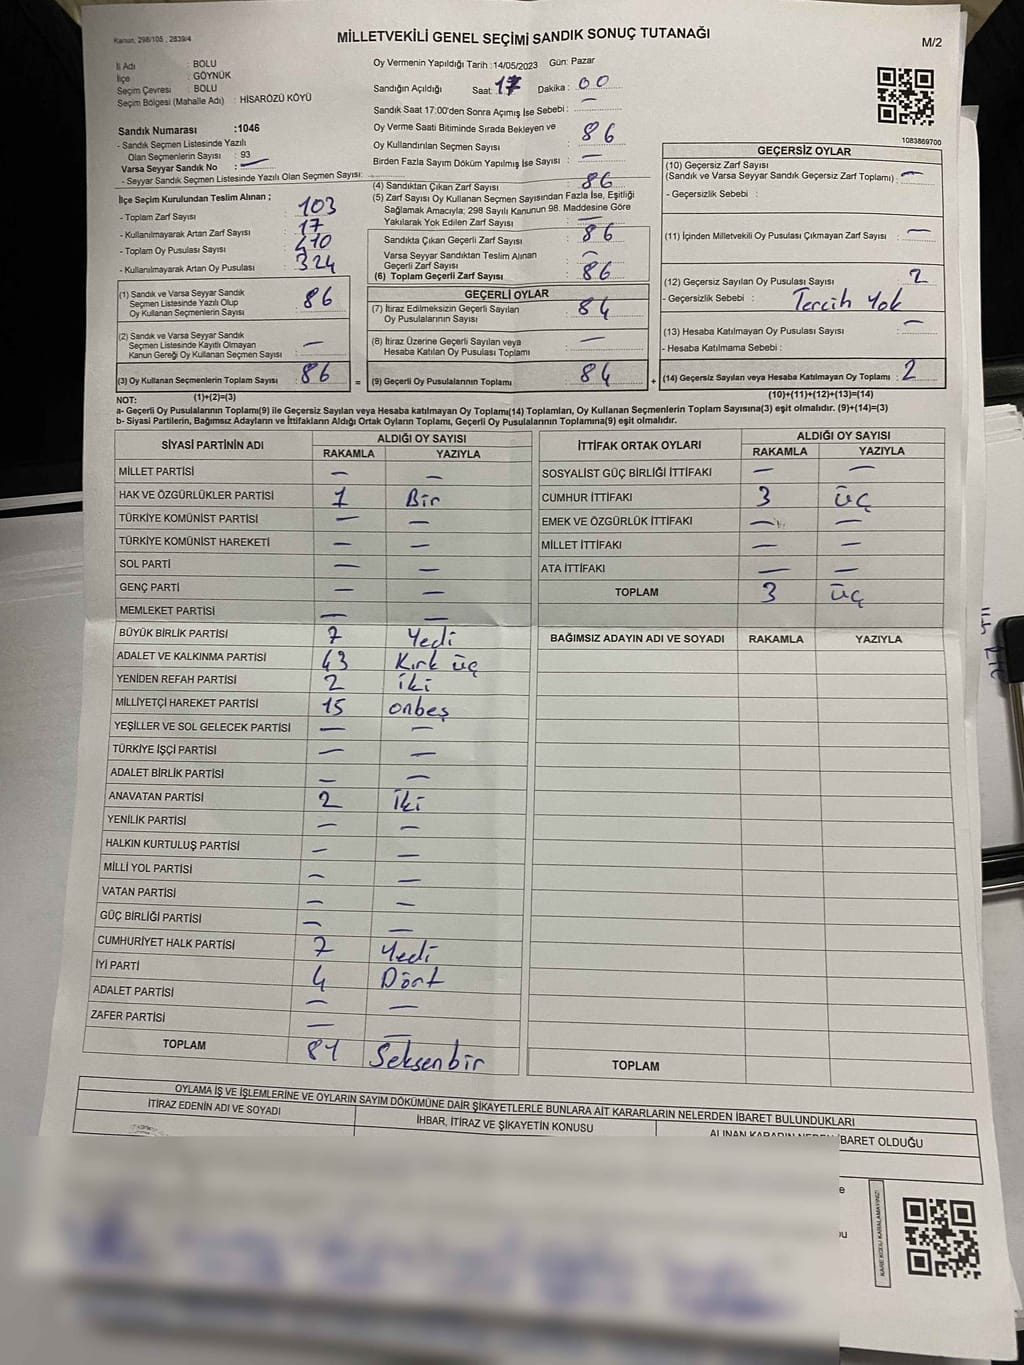 Kanun, 298/105 , 2839/4
MİLLETVEKİLİ GENEL SEÇİMİ SANDIK SONUÇ TUTANAĞI
M/2
İl Adı : BOLU
İlçe : GÖYNÜK
Seçim Çevresi : BOLU
Seçim Bölgesi (Mahalle Adı) : HİSARÖZÜ KÖYÜ
Sandık Numarası :1046
- Sandık Seçmen Listesinde Yazılı
Olan Seçmenlerin Sayısı : 93
Varsa Seyyar Sandık No : —
- Seyyar Sandık Seçmen Listesinde Yazılı Olan Seçmen Sayısı:
İlçe Seçim Kurulundan Teslim Alınan ;
- Toplam Zarf Sayısı 103
- Kullanılmayarak Artan Zarf Sayısı 17
- Toplam Oy Pusulası Sayısı 410
- Kullanılmayarak Artan Oy Pusulası 324
(1) Sandık ve Varsa Seyyar Sandık
Seçmen Listesinde Yazılı Olup
Oy Kullanan Seçmenlerin Sayısı 86
(2) Sandık ve Varsa Seyyar Sandık
Seçmen Listesinde Kayıtlı Olmayan
Kanun Gereği Oy Kullanan Seçmen Sayısı —
(3) Oy Kullanan Seçmenlerin Toplam Sayısı 86
Oy Vermenin Yapıldığı Tarih :14/05/2023 Gün: Pazar
Sandığın Açıldığı Saat: 17 Dakika : 00
Sandık Saat 17:00'den Sonra Açımış İse Sebebi : —
Oy Verme Saati Bitiminde Sırada Bekleyen ve
Oy Kullandırılan Seçmen Sayısı : 86
Birden Fazla Sayım Döküm Yapılmış İse Sayısı : —
(4) Sandıktan Çıkan Zarf Sayısı 86
(5) Zarf Sayısı Oy Kullanan Seçmen Sayısından Fazla İse, Eşitliği
Sağlamak Amacıyla; 298 Sayılı Kanunun 98. Maddesine Göre
Yakılarak Yok Edilen Zarf Sayısı —
Sandıkta Çıkan Geçerli Zarf Sayısı 86
Varsa Seyyar Sandıktan Teslim Alınan
Geçerli Zarf Sayısı —
(6) Toplam Geçerli Zarf Sayısı 86
GEÇERLİ OYLAR
(7) İtiraz Edilmeksizin Geçerli Sayılan
Oy Pusulalarının Sayısı 84
(8) İtiraz Üzerine Geçerli Sayılan veya
Hesaba Katılan Oy Pusulası Toplamı —
= (9) Geçerli Oy Pusulalarının Toplamı 84
1083869700
GEÇERSİZ OYLAR
(10) Geçersiz Zarf Sayısı
(Sandık ve Varsa Seyyar Sandık Geçersiz Zarf Toplamı) : —
- Geçersizlik Sebebi :
(11) İçinden Milletvekili Oy Pusulası Çıkmayan Zarf Sayısı : —
(12) Geçersiz Sayılan Oy Pusulası Sayısı 2
- Geçersizlik Sebebi : Tercih Yok
(13) Hesaba Katılmayan Oy Pusulası Sayısı —
- Hesaba Katılmama Sebebi :
+ (14) Geçersiz Sayılan veya Hesaba Katılmayan Oy Toplamı 2
NOT: (1)+(2)=(3) (10)+(11)+(12)+(13)=(14)
a- Geçerli Oy Pusulalarının Toplamı(9) ile Geçersiz Sayılan veya Hesaba katılmayan Oy Toplamı(14) Toplamları, Oy Kullanan Seçmenlerin Toplam Sayısına(3) eşit olmalıdır. (9)+(14)=(3)
b- Siyasi Partilerin, Bağımsız Adayların ve İttifakların Aldığı Ortak Oyların Toplamı, Geçerli Oy Pusulalarının Toplamına(9) eşit olmalıdır.
SİYASİ PARTİNİN ADI ALDIĞI OY SAYISI
RAKAMLA YAZIYLA
MİLLET PARTİSİ — —
HAK VE ÖZGÜRLÜKLER PARTİSİ 1 Bir
TÜRKİYE KOMÜNİST PARTİSİ — —
TÜRKİYE KOMÜNİST HAREKETİ — —
SOL PARTİ — —
GENÇ PARTİ — —
MEMLEKET PARTİSİ — —
BÜYÜK BİRLİK PARTİSİ 7 Yedi
ADALET VE KALKINMA PARTİSİ 43 Kırk üç
YENİDEN REFAH PARTİSİ 2 iki
MİLLİYETÇİ HAREKET PARTİSİ 15 onbeş
YEŞİLLER VE SOL GELECEK PARTİSİ — —
TÜRKİYE İŞÇİ PARTİSİ — —
ADALET BİRLİK PARTİSİ — —
ANAVATAN PARTİSİ 2 İki
YENİLİK PARTİSİ — —
HALKIN KURTULUŞ PARTİSİ — —
MİLLİ YOL PARTİSİ — —
VATAN PARTİSİ — —
GÜÇ BİRLİĞİ PARTİSİ — —
CUMHURİYET HALK PARTİSİ 7 Yedi
İYİ PARTİ 4 Dört
ADALET PARTİSİ — —
ZAFER PARTİSİ — —
TOPLAM 81 Seksenbir
İTTİFAK ORTAK OYLARI ALDIĞI OY SAYISI
RAKAMLA YAZIYLA
SOSYALİST GÜÇ BİRLİĞİ İTTİFAKI — —
CUMHUR İTTİFAKI 3 üç
EMEK VE ÖZGÜRLÜK İTTİFAKI — —
MİLLET İTTİFAKI — —
ATA İTTİFAKI — —
TOPLAM 3 üç
BAĞIMSIZ ADAYIN ADI VE SOYADI RAKAMLA YAZIYLA
TOPLAM
OYLAMA İŞ VE İŞLEMLERİNE VE OYLARIN SAYIM DÖKÜMÜNE DAİR ŞİKAYETLERLE BUNLARA AİT KARARLARIN NELERDEN İBARET BULUNDUKLARI
İTİRAZ EDENİN ADI VE SOYADI İHBAR, İTİRAZ VE ŞİKAYETİN KONUSU ALINAN KARARIN NEDEN İBARET OLDUĞU
KARE KODU KARALAMAYINIZ!